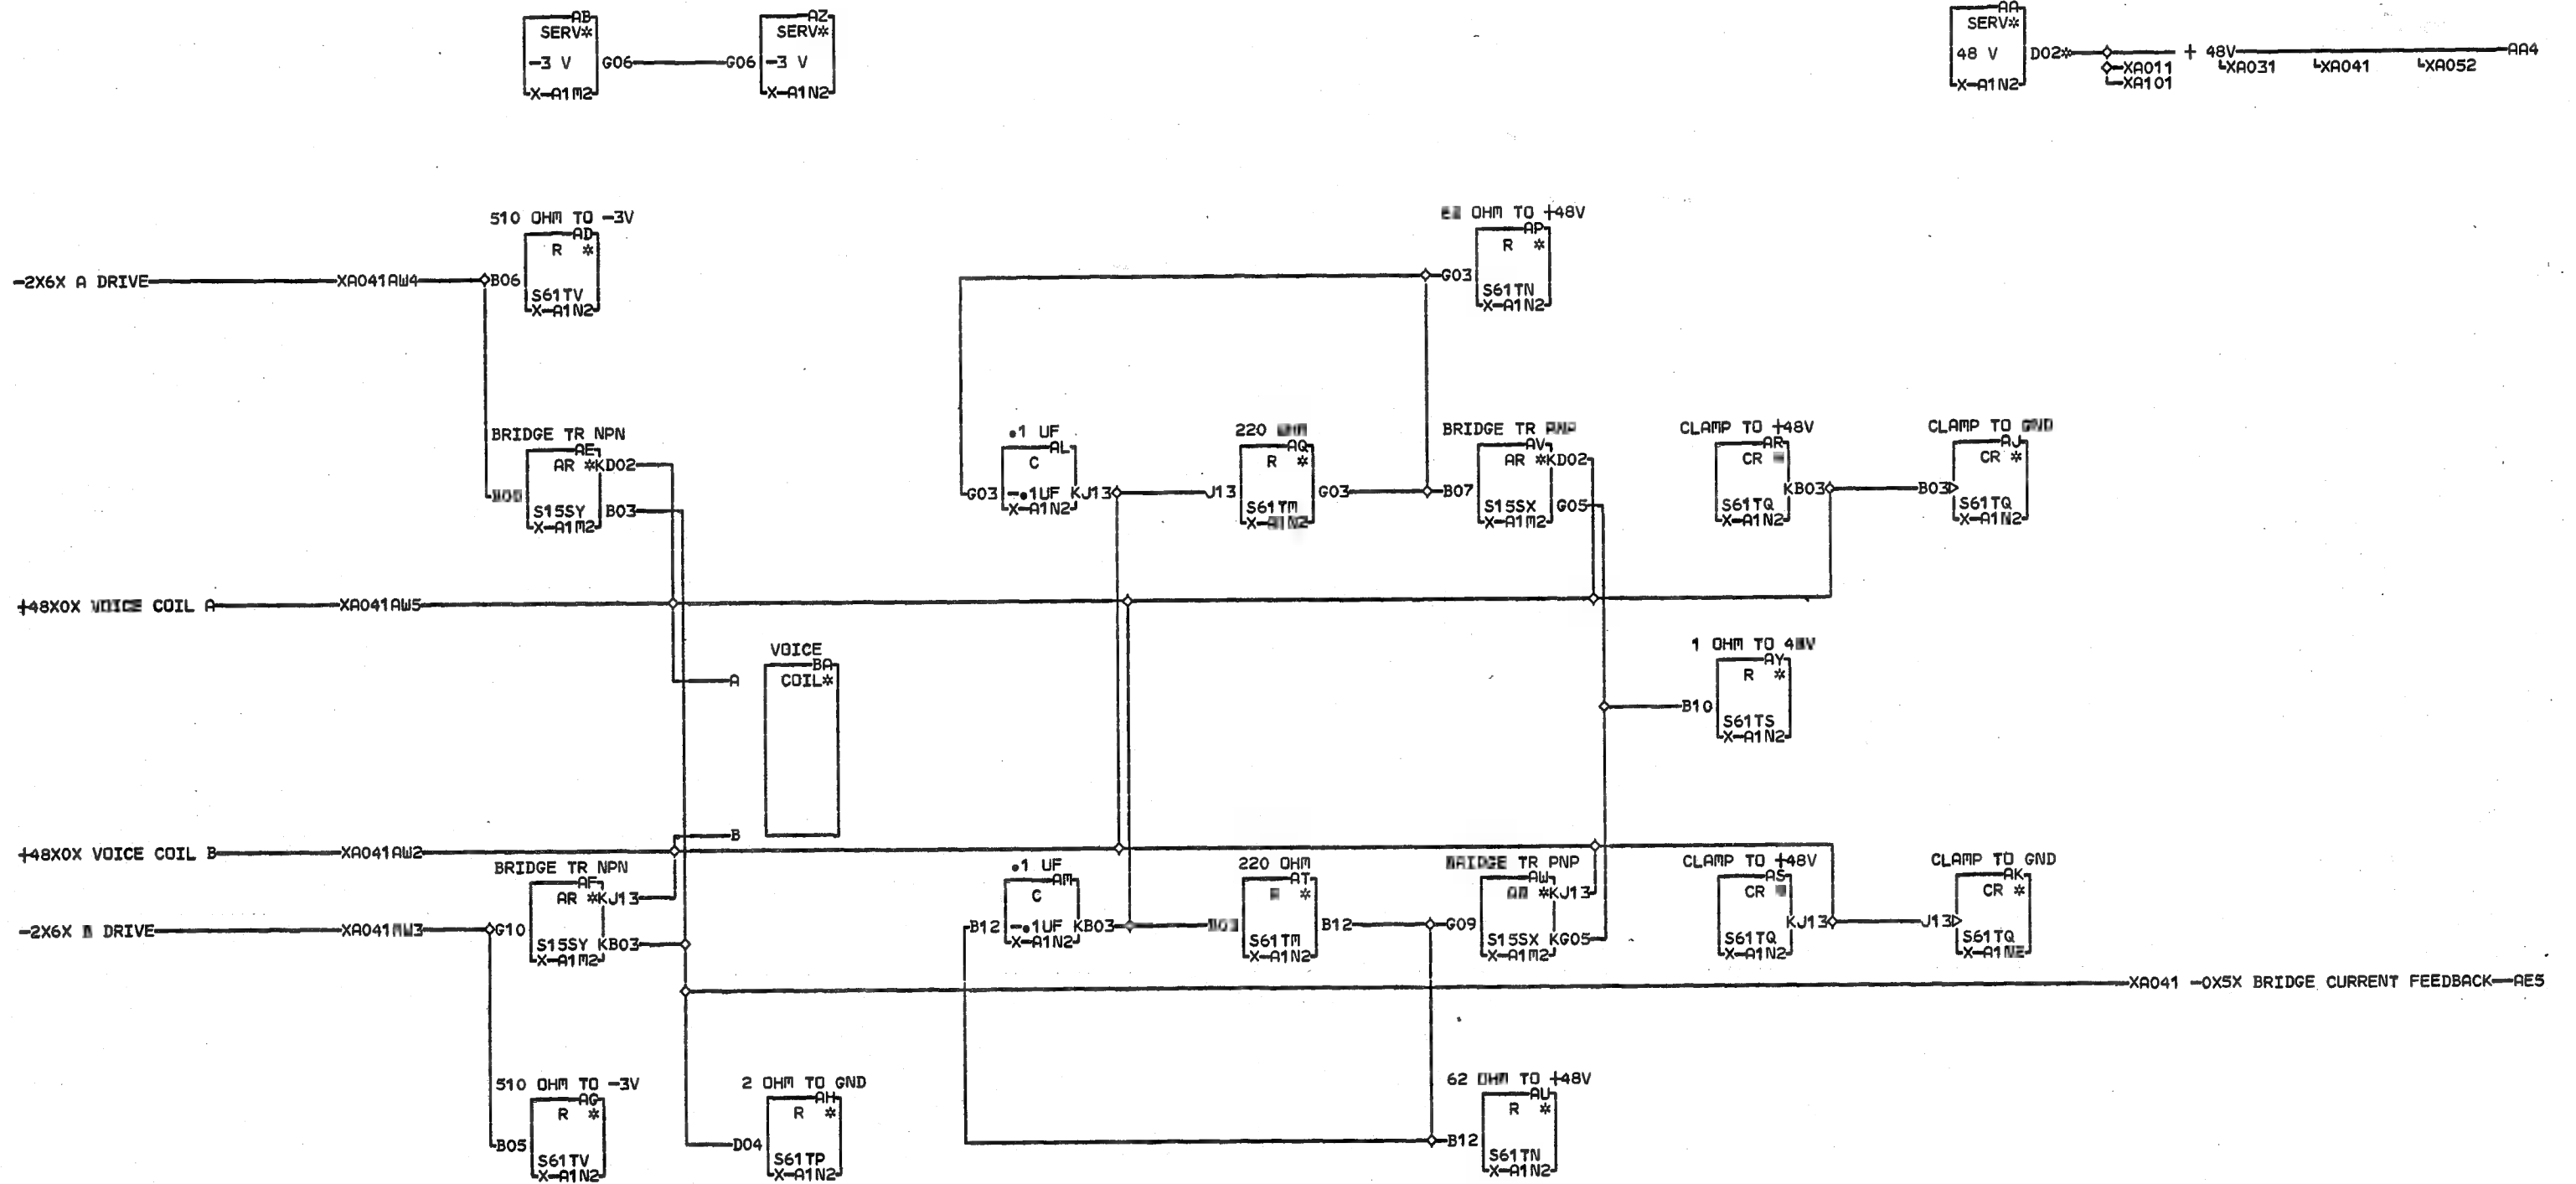 AB
SERV*
-3 V G06
X-A1M2
AZ
SERV*
G06 -3 V
X-A1N2
AA
SERV*
48 V D02*
X-A1N2
+ 48V AA4
XA011 XA031 XA041 XA052
XA101
510 OHM TO -3V
AD
R *
-2X6X A DRIVE XA041AW4 B06
S61TV
X-A1N2
OHM TO +48V
AP
R *
G03
S61TN
X-A1N2
BRIDGE TR NPN
AE
AR *KD02
S15SY B03
X-A1M2
.1 UF
AL
C
G03 -.1UF KJ13
X-A1N2
220
AQ
R *
J13 G03
S61TM
BRIDGE TR
AV
AR *KD02
B07
S15SX G05
X-A1M2
CLAMP TO +48V
AR
CR
KB03
S61TQ
X-A1N2
CLAMP TO
AJ
CR *
B03
S61TQ
X-A1N2
+48X0X COIL A XA041AW5
VOICE
BA
COIL*
A
B
1 OHM TO
AY
R *
B10
S61TS
X-A1N2
+48X0X VOICE COIL B XA041AW2
BRIDGE TR NPN
AF
AR *KJ13
-2X6X DRIVE G10
S15SY KB03
X-A1M2
.1 UF
AM
C
B12 -.1UF KB03
X-A1N2
220 OHM
AT
*
B12
S61TM
X-A1N2
TR PNP
AW
*KJ13
G09
S15SX KG05
X-A1M2
CLAMP TO +48V
AS
CR
KJ13
S61TQ
X-A1N2
CLAMP TO GND
AK
CR *
J13
S61TQ
XA041 -0X5X BRIDGE CURRENT FEEDBACK AE5
510 OHM TO -3V
AG
R *
B05
S61TV
X-A1N2
2 OHM TO GND
AH
R *
D04
S61TP
X-A1N2
62 TO +48V
AU
R *
B12
S61TN
X-A1N2